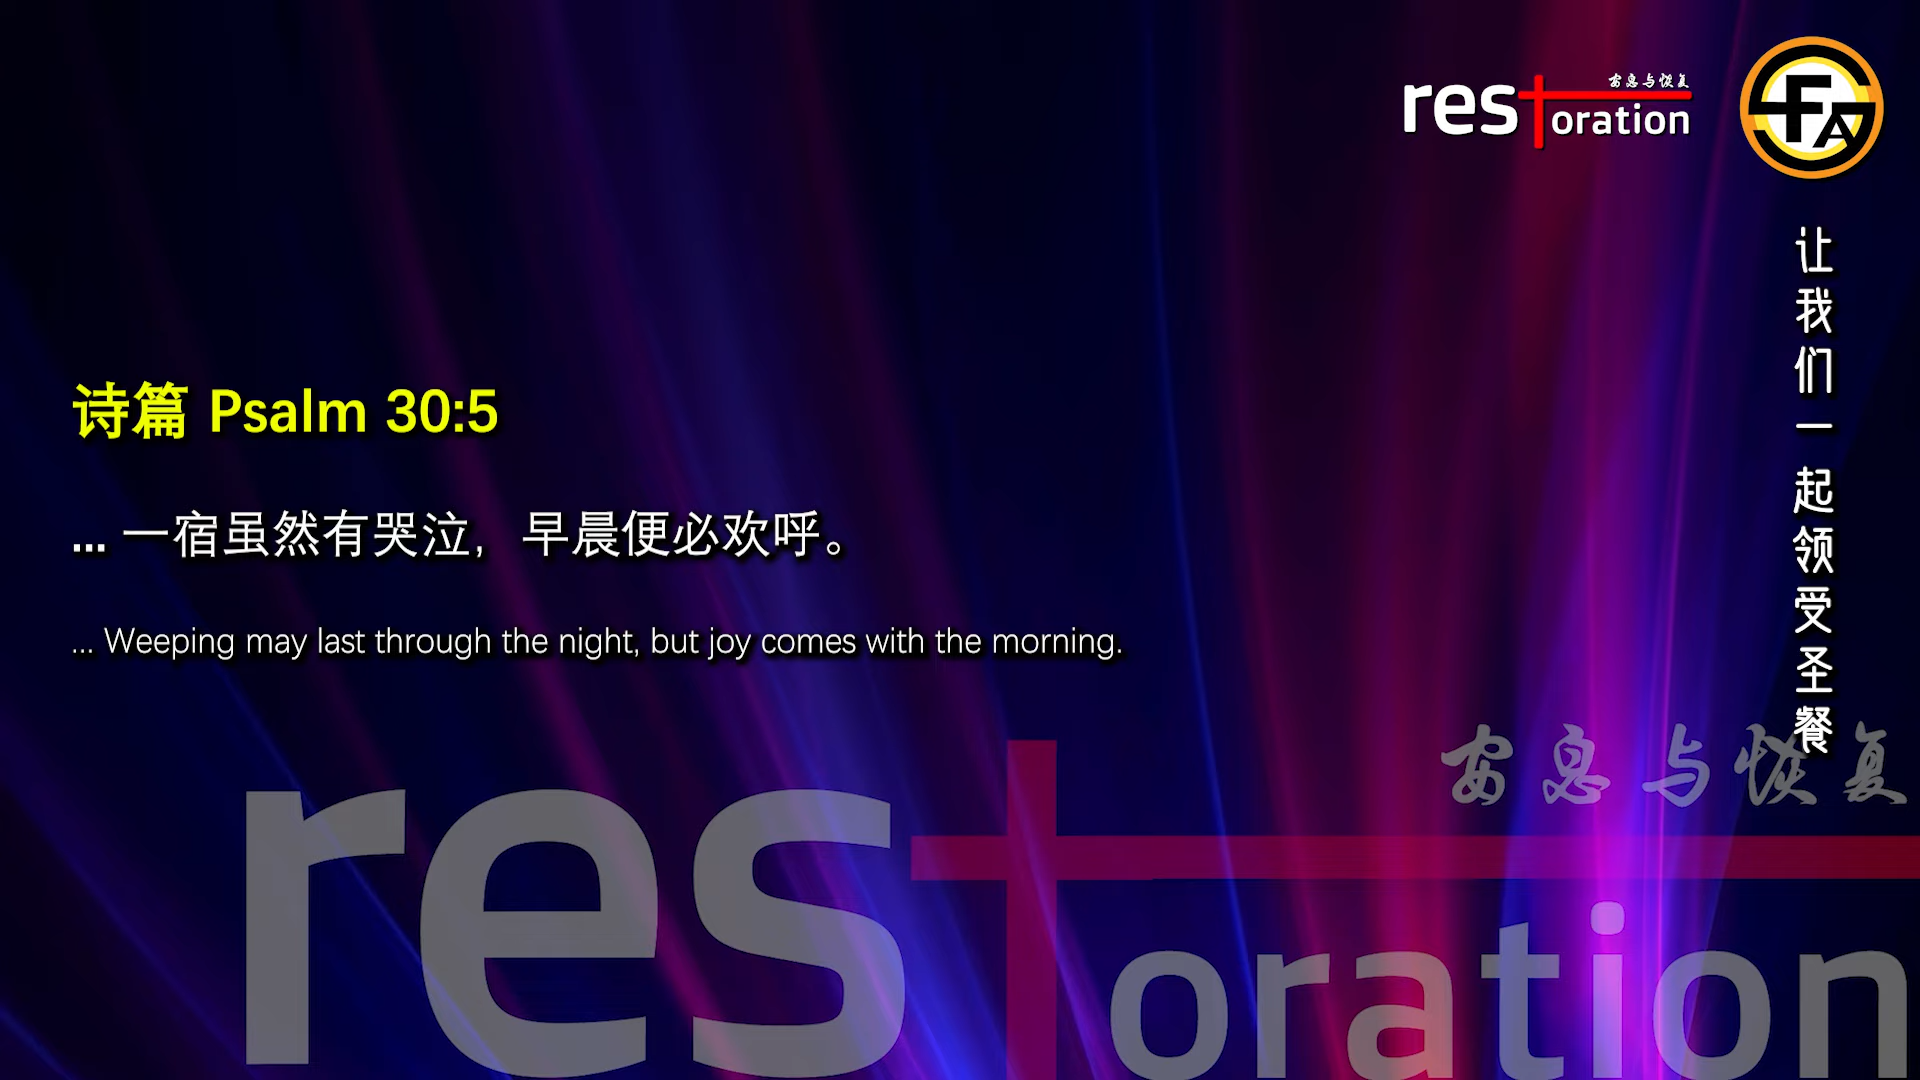 安息与恢复
restoration
SFA
诗篇 Psalm 30:5
... 一宿虽然有哭泣，早晨便必欢呼。
... Weeping may last through the night, but joy comes with the morning.
让我们一起领受圣餐
安息与恢复
restoration